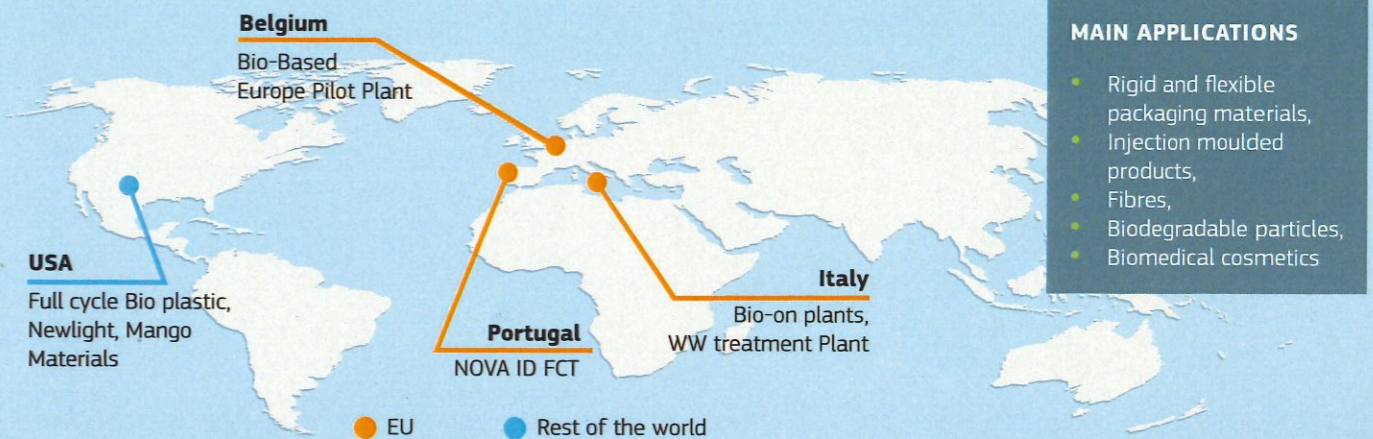 Belgium
Bio-Based
Europe Pilot Plant
MAIN APPLICATIONS
• Rigid and flexible
packaging materials,
• Injection moulded
products,
• Fibres,
• Biodegradable particles,
• Biomedical cosmetics
USA
Full cycle Bio plastic,
Newlight, Mango
Materials
Portugal
NOVA ID FCT
Italy
Bio-on plants,
WW treatment Plant
EU
Rest of the world